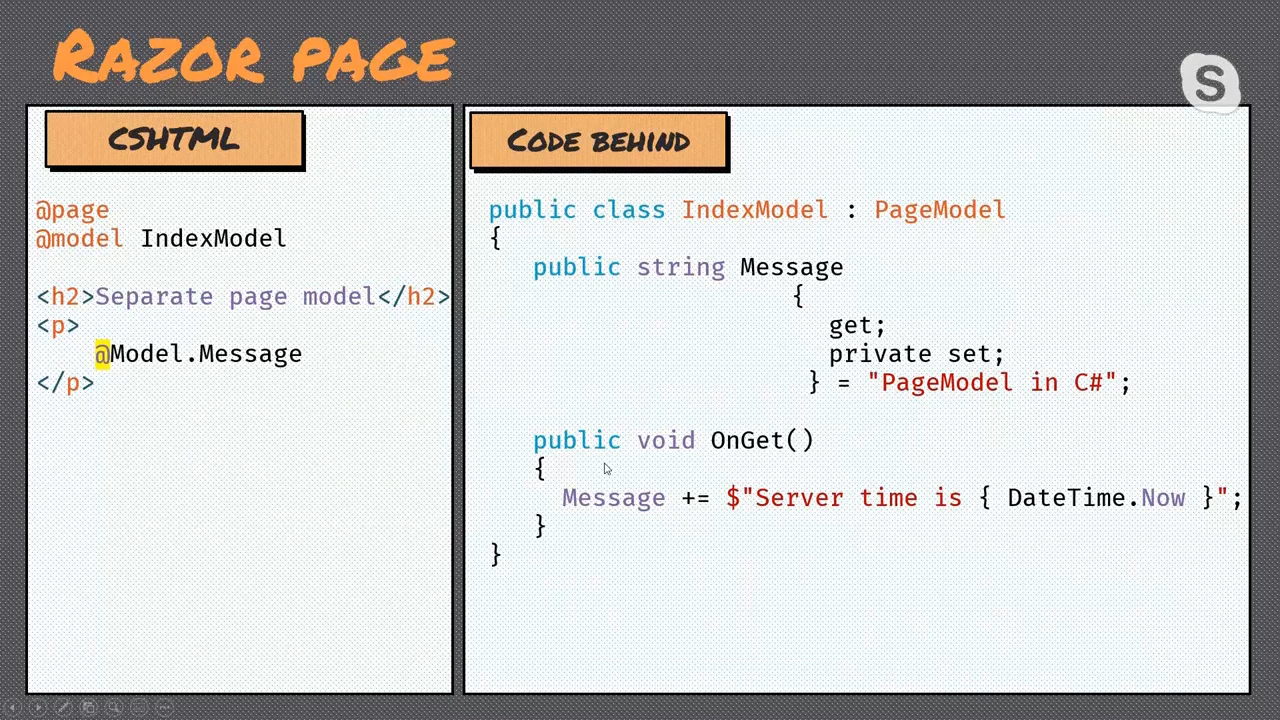 RAZOR PAGE
S
CSHTML
@page
@model IndexModel
<h2>Separate page model</h2>
<p>
@Model.Message
</p>
CODE BEHIND
public class IndexModel : PageModel
{
public string Message
{
get;
private set;
} = "PageModel in C#";
public void OnGet()
{
Message += $"Server time is { DateTime.Now }";
}
}